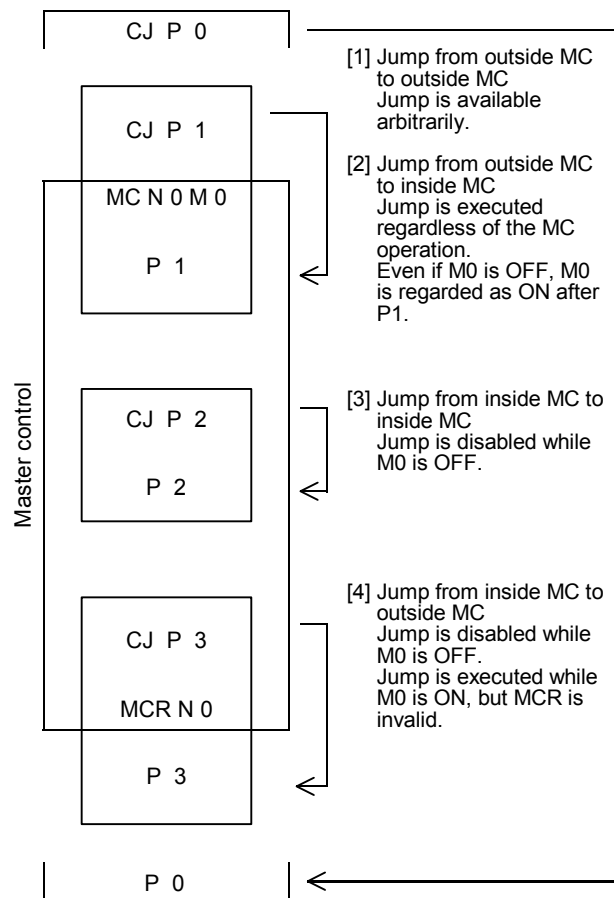 CJ P 0
[1] Jump from outside MC
to outside MC
Jump is available
arbitrarily.
CJ P 1
[2] Jump from outside MC
to inside MC
Jump is executed
regardless of the MC
operation.
Even if M0 is OFF, M0
is regarded as ON after
P1.
MC N 0 M 0
P 1
Master control
CJ P 2
P 2
[3] Jump from inside MC to
inside MC
Jump is disabled while
M0 is OFF.
CJ P 3
MCR N 0
P 3
[4] Jump from inside MC to
outside MC
Jump is disabled while
M0 is OFF.
Jump is executed while
M0 is ON, but MCR is
invalid.
P 0